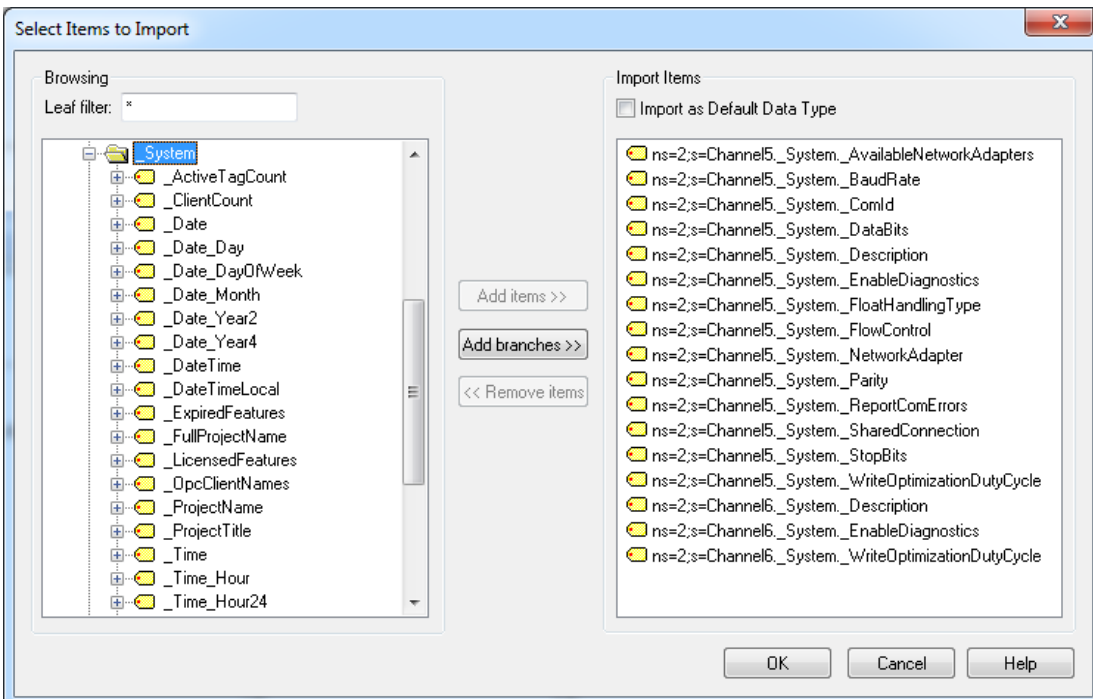 Select Items to Import
Browsing
Leaf filter: *
_System
_ActiveTagCount
_ClientCount
_Date
_Date_Day
_Date_DayOfWeek
_Date_Month
_Date_Year2
_Date_Year4
_DateTime
_DateTimeLocal
_ExpiredFeatures
_FullProjectName
_LicensedFeatures
_OpcClientNames
_ProjectName
_ProjectTitle
_Time
_Time_Hour
_Time_Hour24
Add items >>
Add branches >>
<< Remove items
Import Items
Import as Default Data Type
ns=2;s=Channel5._System._AvailableNetworkAdapters
ns=2;s=Channel5._System._BaudRate
ns=2;s=Channel5._System._ComId
ns=2;s=Channel5._System._DataBits
ns=2;s=Channel5._System._Description
ns=2;s=Channel5._System._EnableDiagnostics
ns=2;s=Channel5._System._FloatHandlingType
ns=2;s=Channel5._System._FlowControl
ns=2;s=Channel5._System._NetworkAdapter
ns=2;s=Channel5._System._Parity
ns=2;s=Channel5._System._ReportComErrors
ns=2;s=Channel5._System._SharedConnection
ns=2;s=Channel5._System._StopBits
ns=2;s=Channel5._System._WriteOptimizationDutyCycle
ns=2;s=Channel6._System._Description
ns=2;s=Channel6._System._EnableDiagnostics
ns=2;s=Channel6._System._WriteOptimizationDutyCycle
OK
Cancel
Help